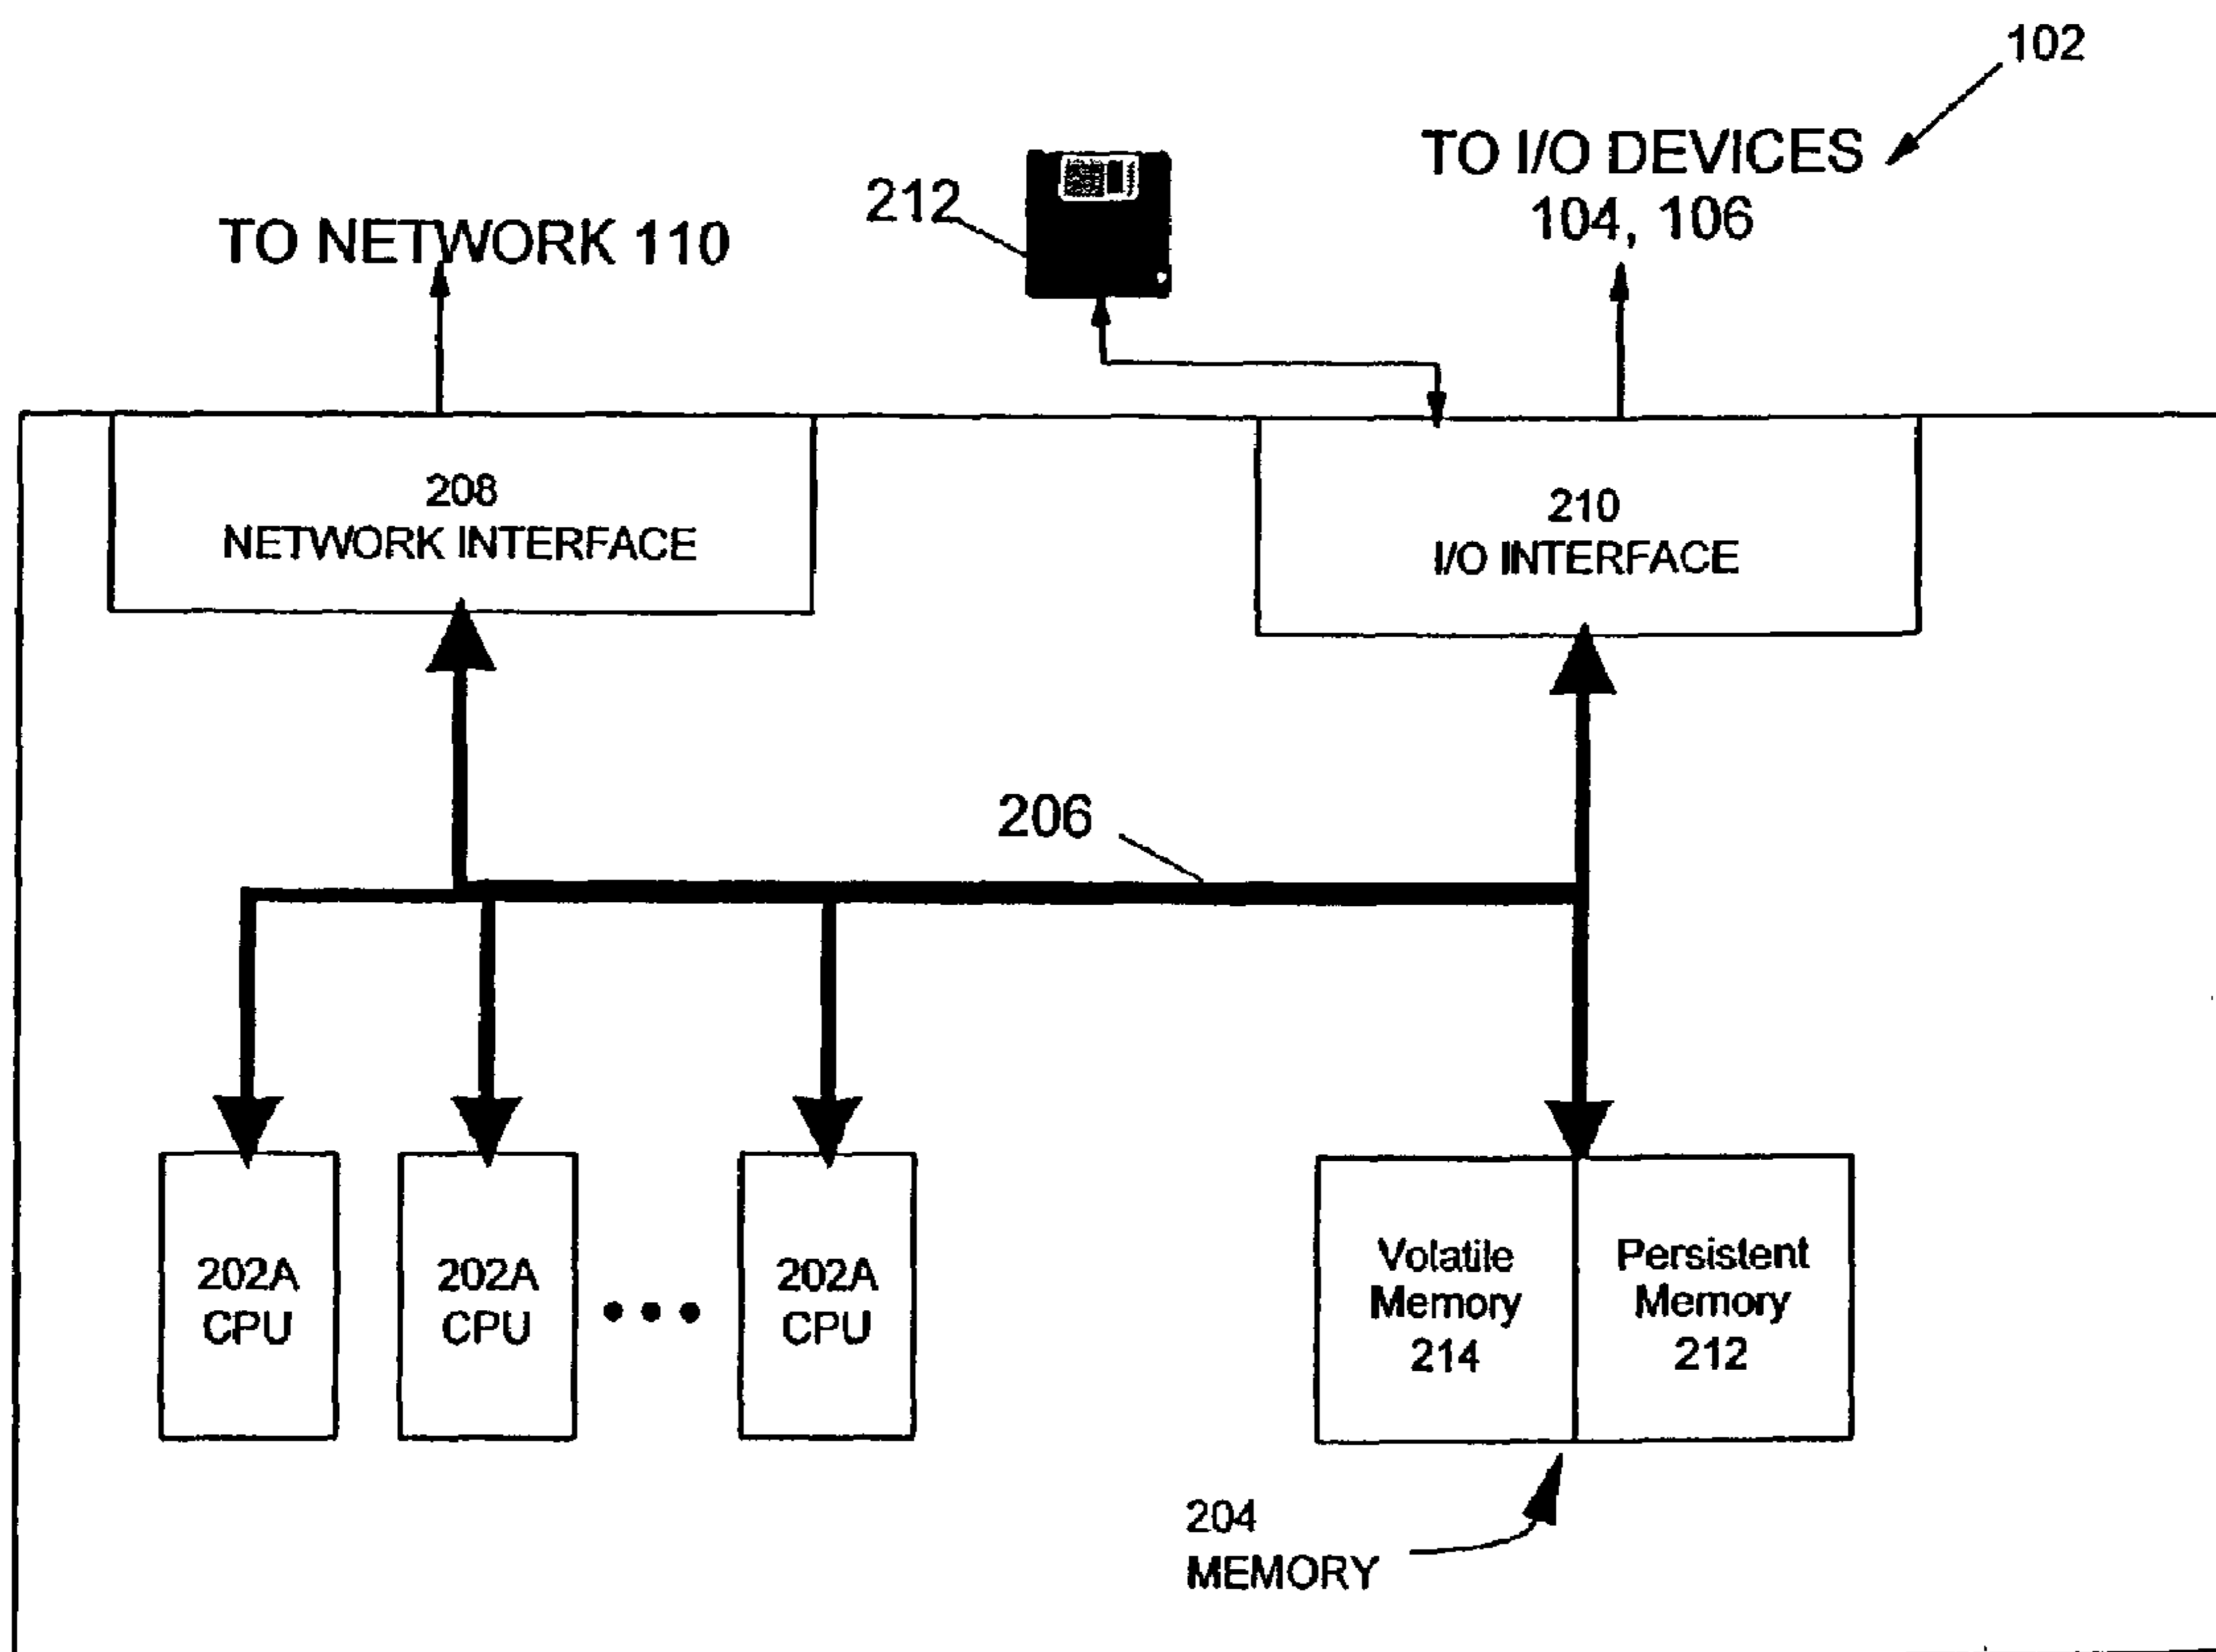 102
TO I/O DEVICES
104, 106
212
TO NETWORK 110
208
NETWORK INTERFACE
210
I/O INTERFACE
206
202A
CPU
202A
CPU
202A
CPU
Volatile
Memory
214
Persistent
Memory
212
204
MEMORY